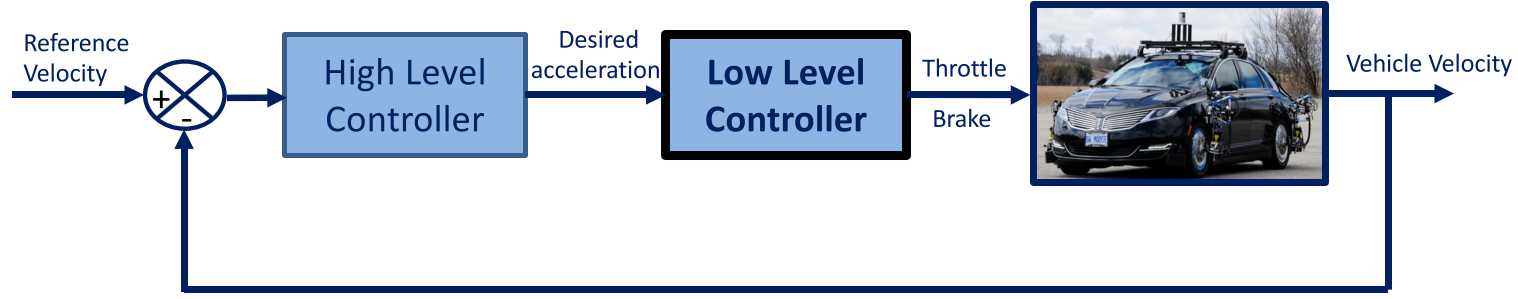 Reference
Velocity
+
-
High Level
Controller
Desired
acceleration
Low Level
Controller
Throttle
Brake
Vehicle Velocity